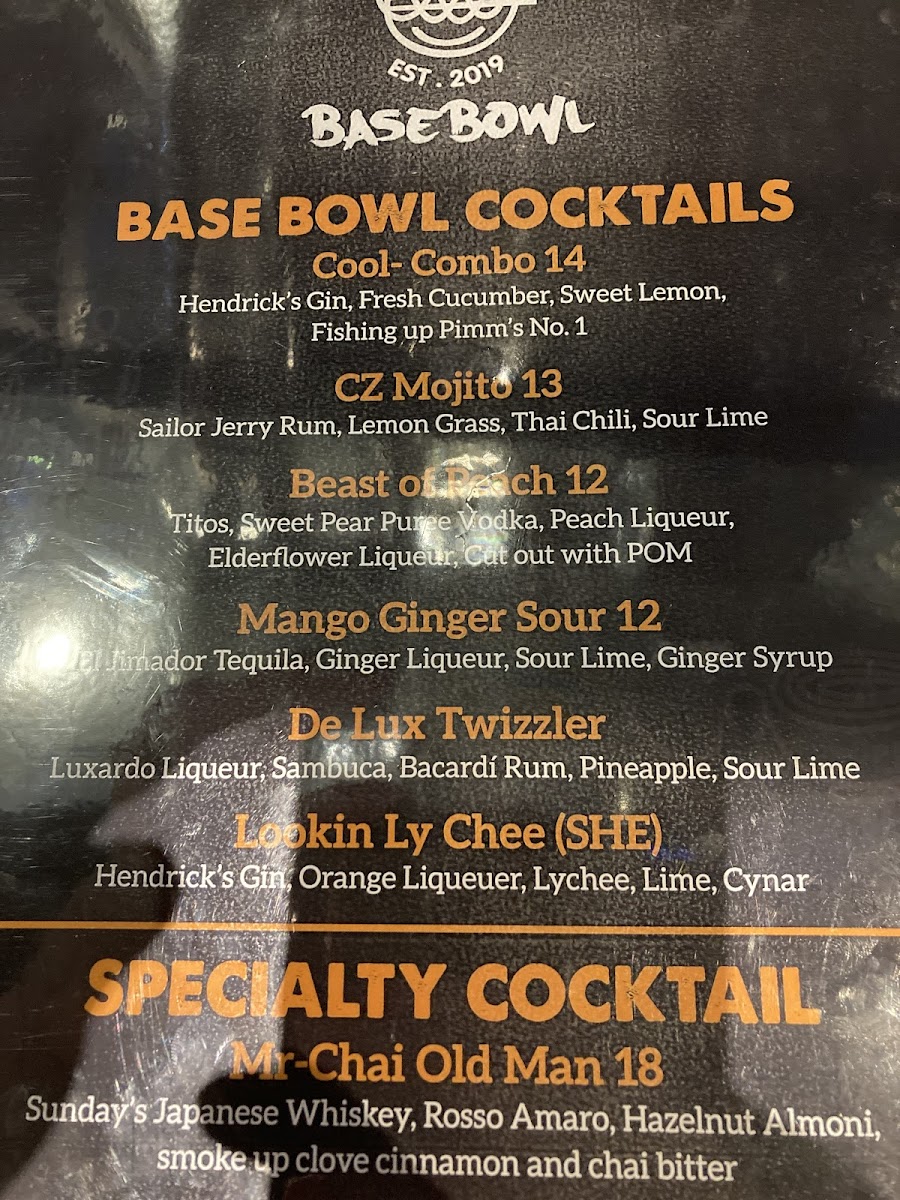 EST . 2019
BASE BOWL
BASE BOWL COCKTAILS
Cool- Combo 14
Hendrick's Gin, Fresh Cucumber, Sweet Lemon,
Fishing up Pimm's No. 1
CZ Mojito 13
Sailor Jerry Rum, Lemon Grass, Thai Chili, Sour Lime
Beast of Peach 12
Titos, Sweet Pear Puree Vodka, Peach Liqueur,
Elderflower Liqueur, Cut out with POM
Mango Ginger Sour 12
El Jimador Tequila, Ginger Liqueur, Sour Lime, Ginger Syrup
De Lux Twizzler
Luxardo Liqueur, Sambuca, Bacardí Rum, Pineapple, Sour Lime
Lookin Ly Chee (SHE)
Hendrick's Gin, Orange Liqueuer, Lychee, Lime, Cynar
SPECIALTY COCKTAIL
Mr-Chai Old Man 18
Sunday's Japanese Whiskey, Rosso Amaro, Hazelnut Almoni,
smoke up clove cinnamon and chai bitter